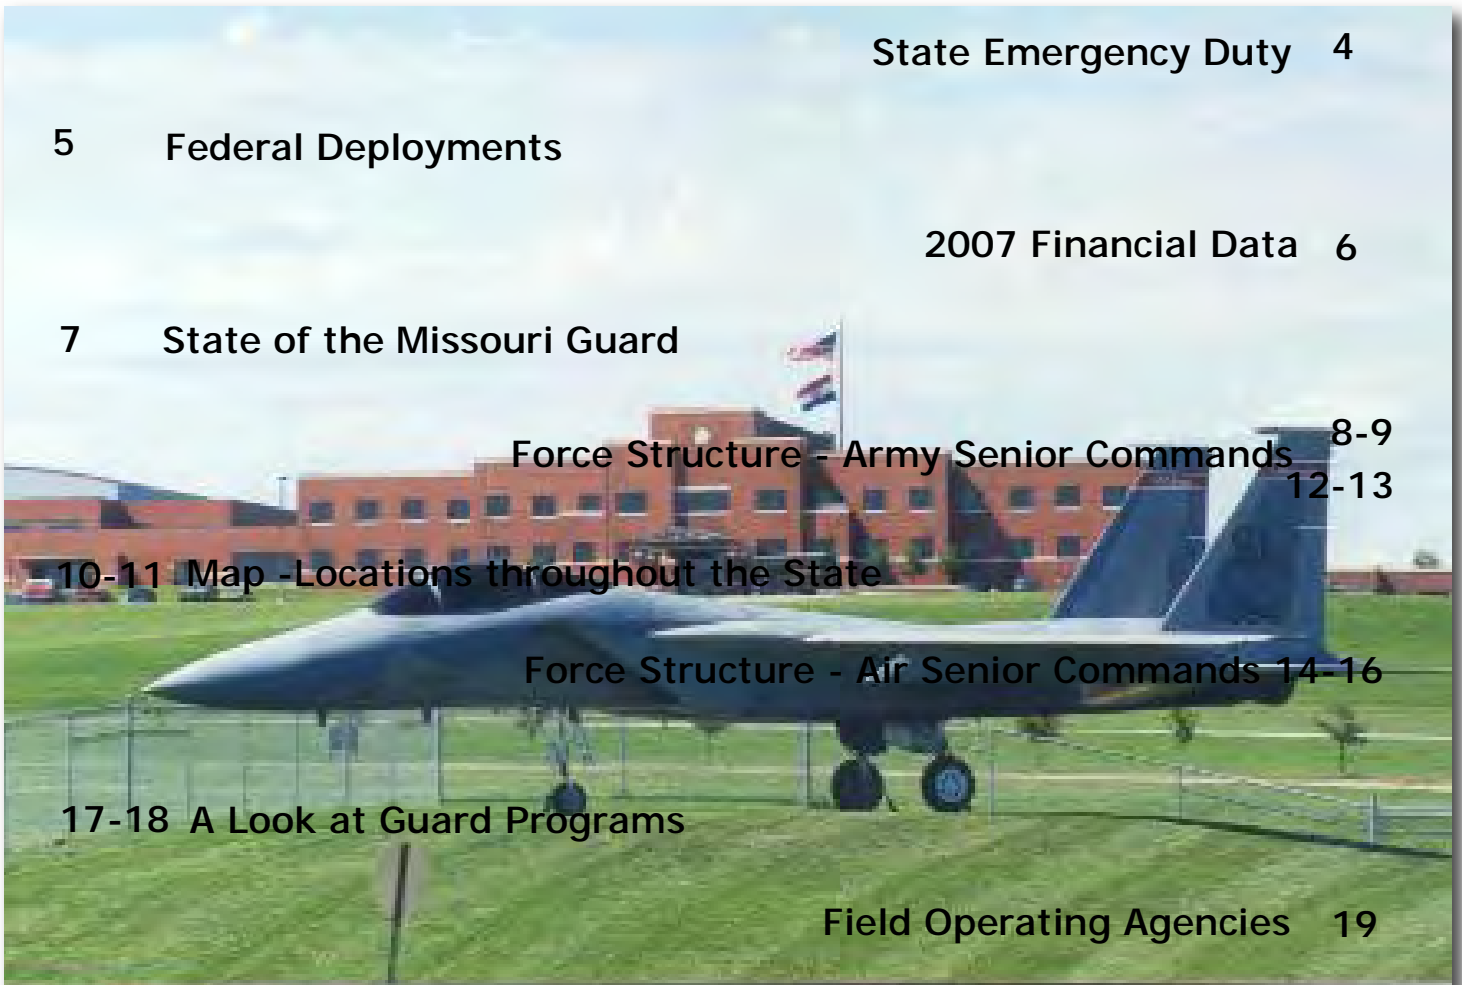 State Emergency Duty 4
5 Federal Deployments
2007 Financial Data 6
7 State of the Missouri Guard
Force Structure - Army Senior Commands 8-9
12-13
10-11 Map -Locations throughout the State
Force Structure - Air Senior Commands 14-16
17-18 A Look at Guard Programs
Field Operating Agencies 19